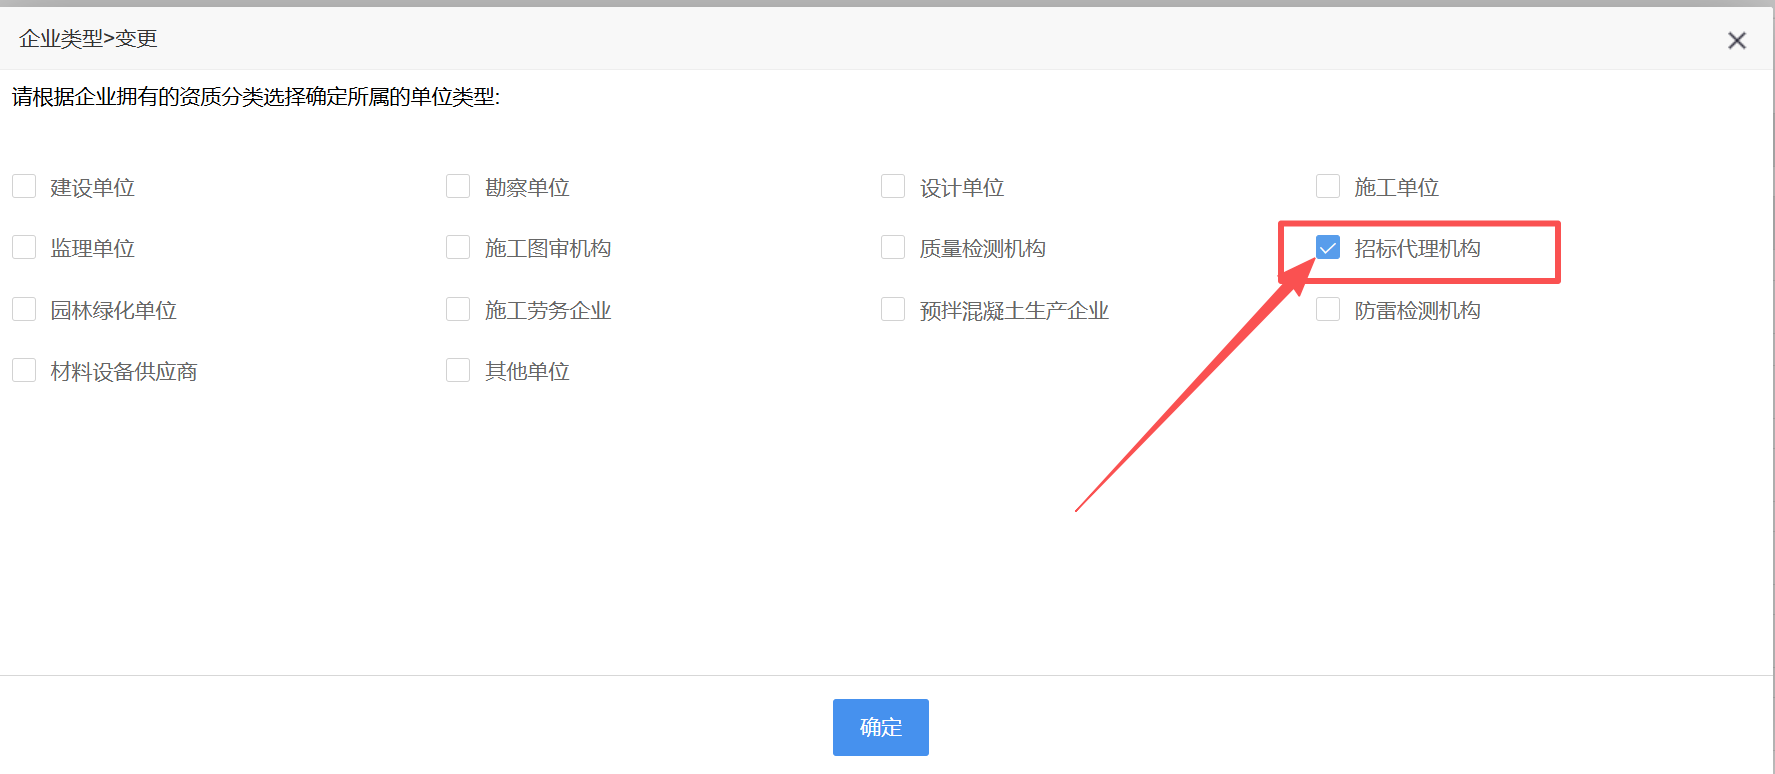 企业类型>变更
请根据企业拥有的资质分类选择确定所属的单位类型:
建设单位 勘察单位 设计单位 施工单位
监理单位 施工图审机构 质量检测机构 招标代理机构
园林绿化单位 施工劳务企业 预拌混凝土生产企业 防雷检测机构
材料设备供应商 其他单位
确定